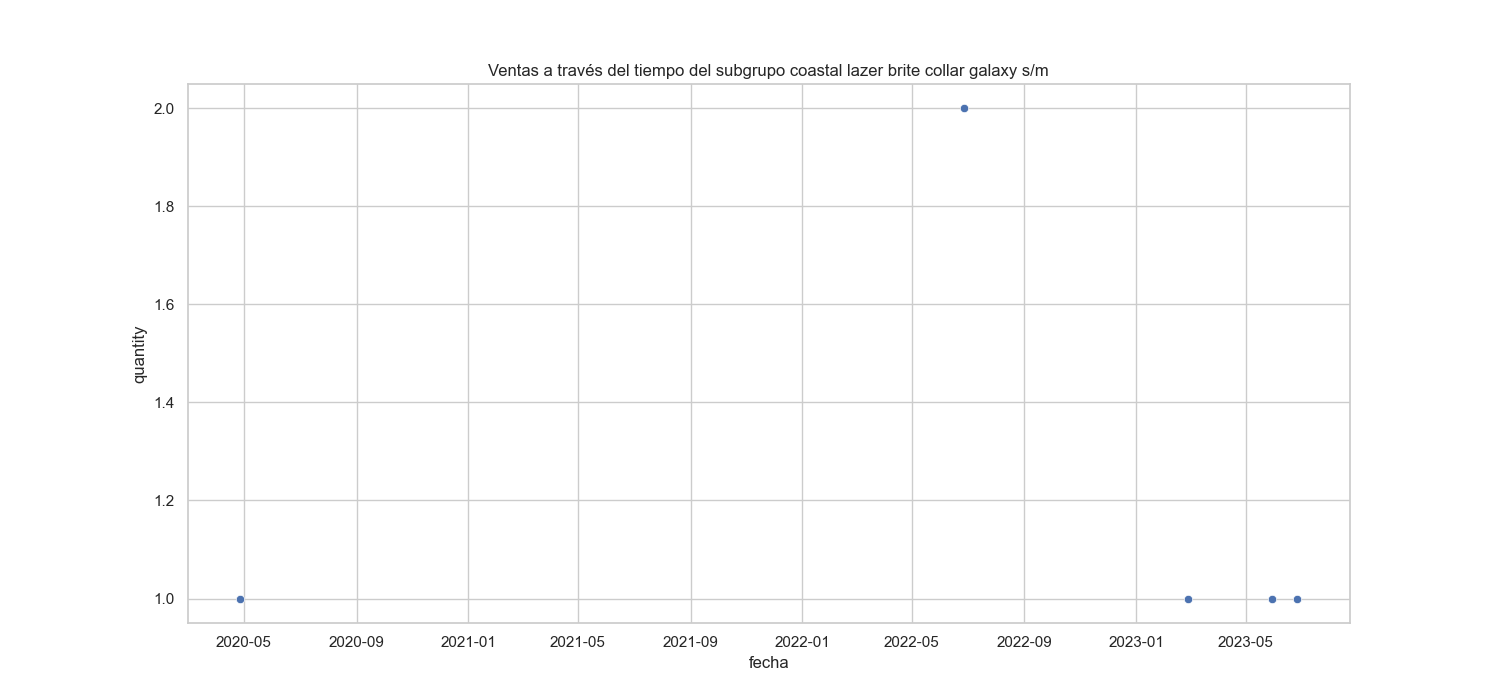 Ventas a través del tiempo del subgrupo coastal lazer brite collar galaxy s/m
2.0
1.8
1.6
1.4
1.2
1.0
quantity
2020-05 2020-09 2021-01 2021-05 2021-09 2022-01 2022-05 2022-09 2023-01 2023-05
fecha